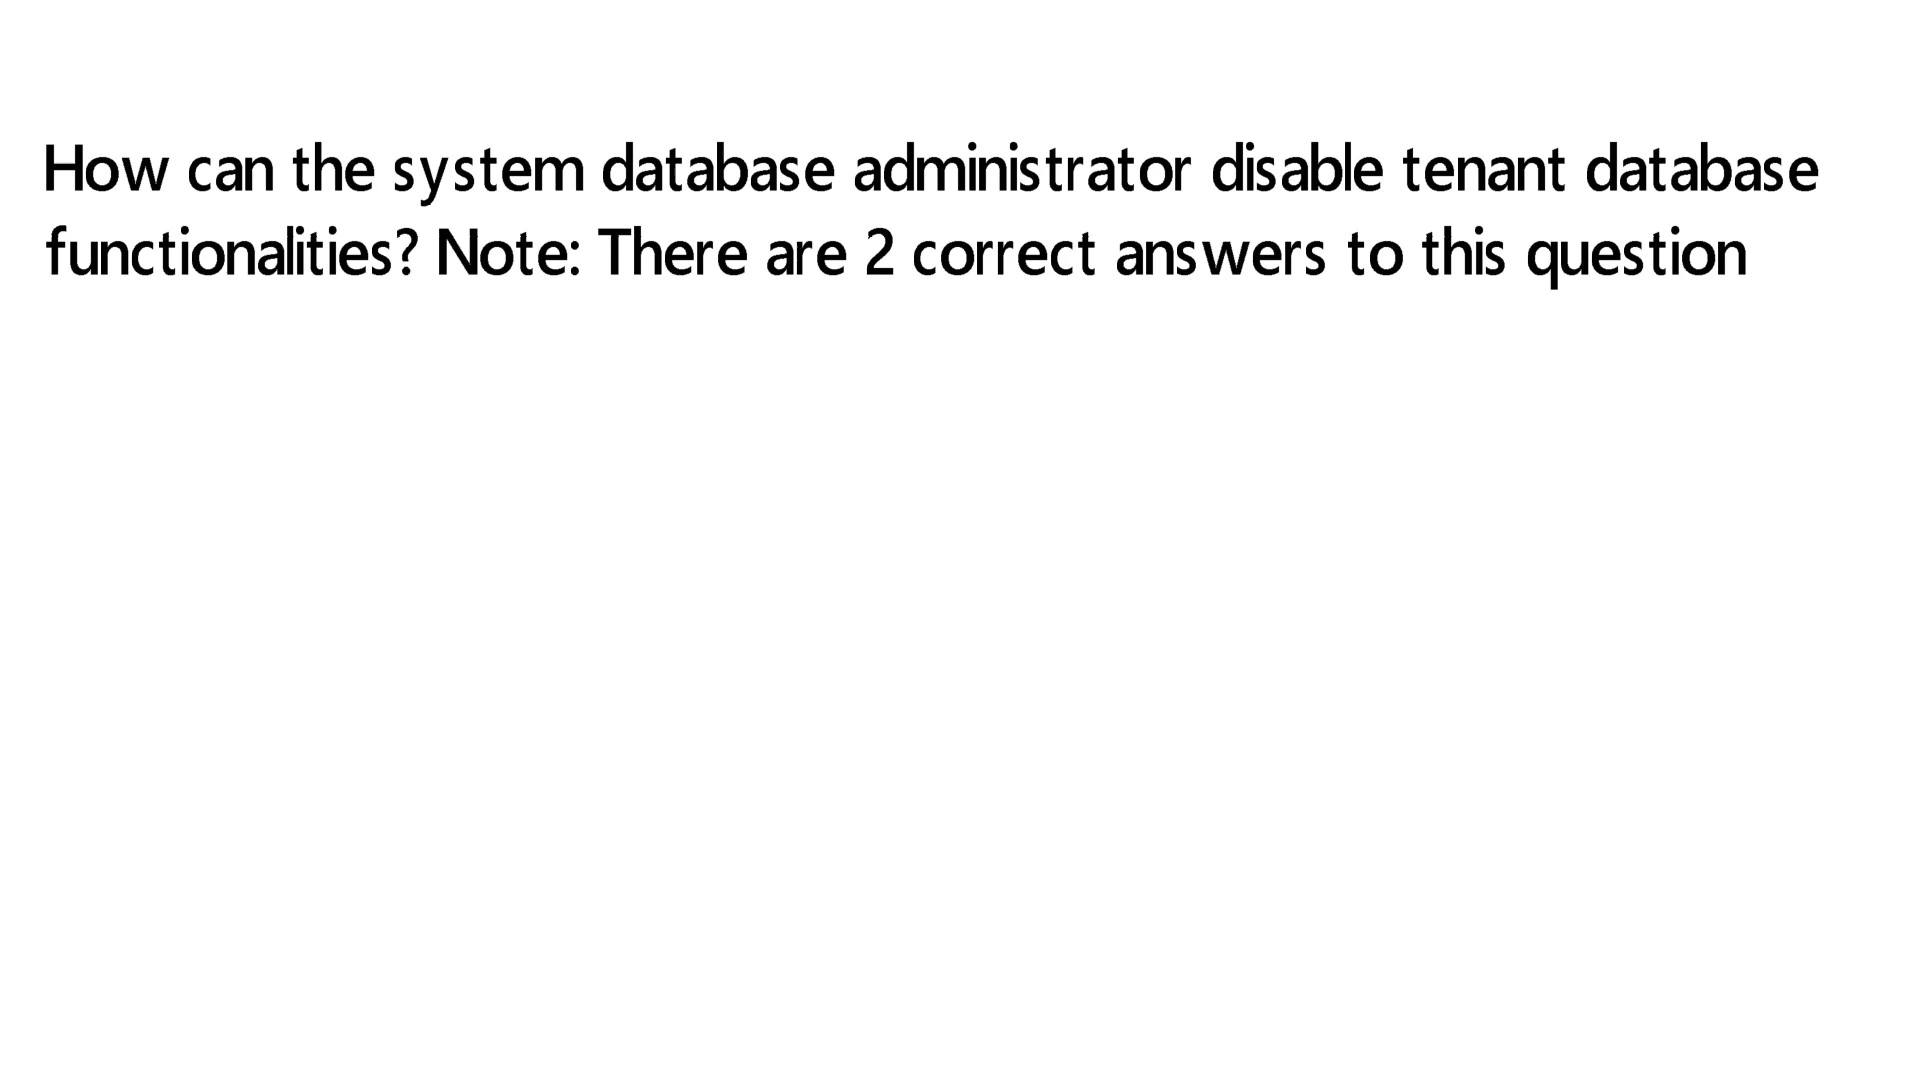 How can the system database administrator disable tenant database
functionalities? Note: There are 2 correct answers to this question